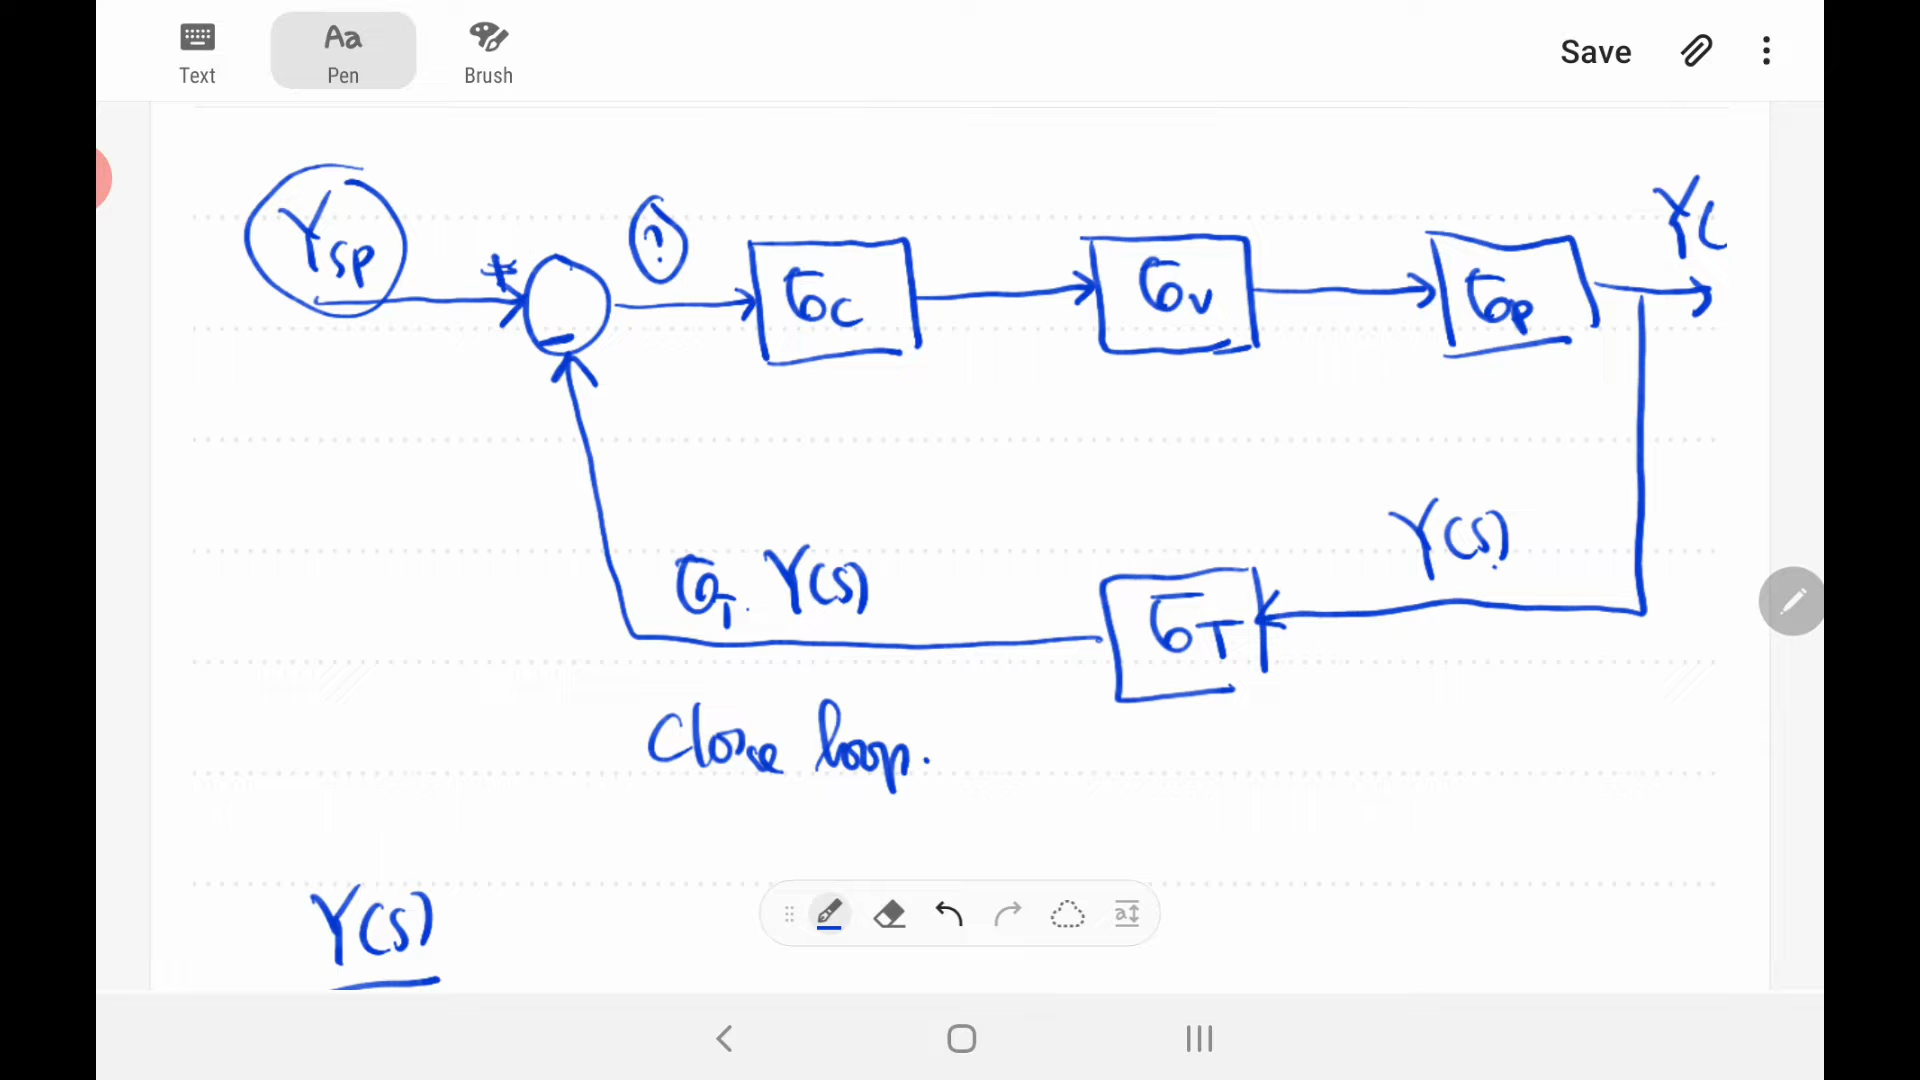 Text
Aa
Pen
Brush
Save
Ysp
+
?
Gc
Gv
Gp
Y(
-
Y(s)
GT. Y(s)
GT
Close loop.
Y(s)